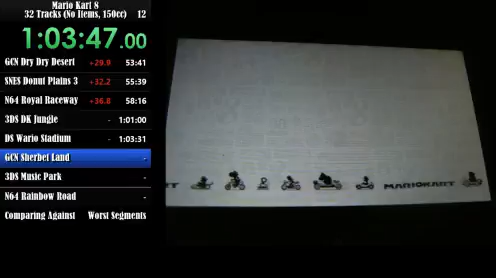 Mario Kart 8
32 Tracks (No Items, 150cc) 12
1:03:47.00
GCN Dry Dry Desert +29.9 53:41
SNES Donut Plains 3 +32.2 55:39
N64 Royal Raceway +36.8 58:16
3DS DK Jungle - 1:01:00
DS Wario Stadium - 1:03:31
GCN Sherbet Land -
3DS Music Park -
N64 Rainbow Road -
Comparing Against Worst Segments
RT MARIOKART